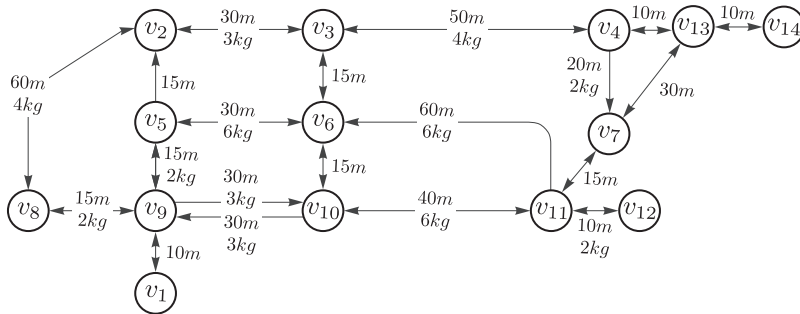 30m 50m 10m 10m
v2 v3 v4 v13 v14
3kg 4kg
60m 20m
4kg 15m 15m 2kg 30m
30m 60m
v5 v6 v7
6kg 6kg
15m 30m 15m 15m
2kg 3kg
15m 40m
v8 v9 v10 v11 v12
2kg 30m 6kg 10m
3kg 2kg
10m
v1